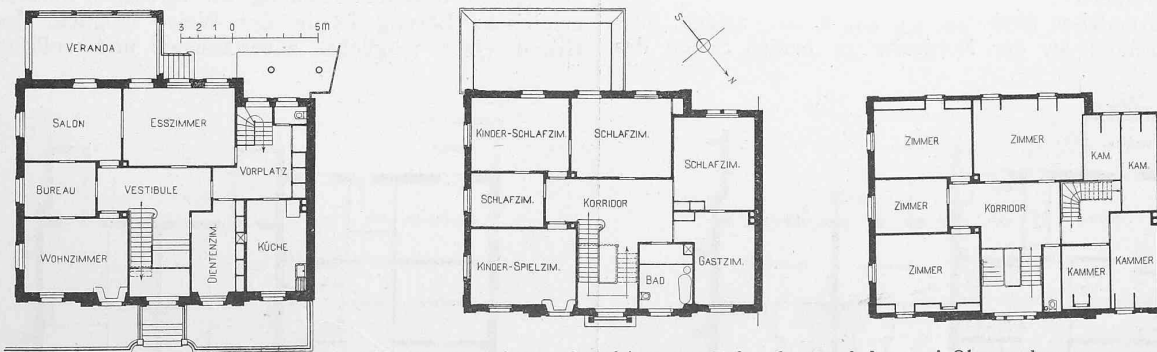 VERANDA
3 2 1 0 5m
SALON
ESSZIMMER
BUREAU
VESTIBULE
VORPLATZ
WOHNZIMMER
DIENTENZIM.
KÜCHE
S
N
KINDER-SCHLAFZIM.
SCHLAFZIM.
SCHLAFZIM.
SCHLAFZIM.
KORRIDOR
KINDER-SPIELZIM.
BAD
GASTZIM.
ZIMMER
ZIMMER
KAM.
KAM.
ZIMMER
KORRIDOR
ZIMMER
KAMMER
KAMMER